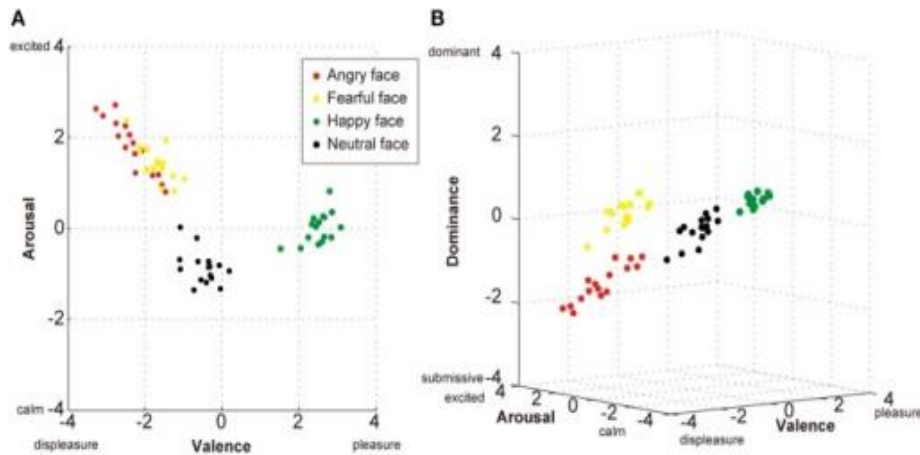 A
excited 4
2
0
-2
calm -4
Arousal
-4 -2 0 2 4
displeasure Valence pleasure
Angry face
Fearful face
Happy face
Neutral face
B
dominant 4
2
0
-2
submissive -4
Dominance
excited 4 2 0 -2 -4
Arousal
calm
-4 -2 0 2 4
displeasure Valence pleasure